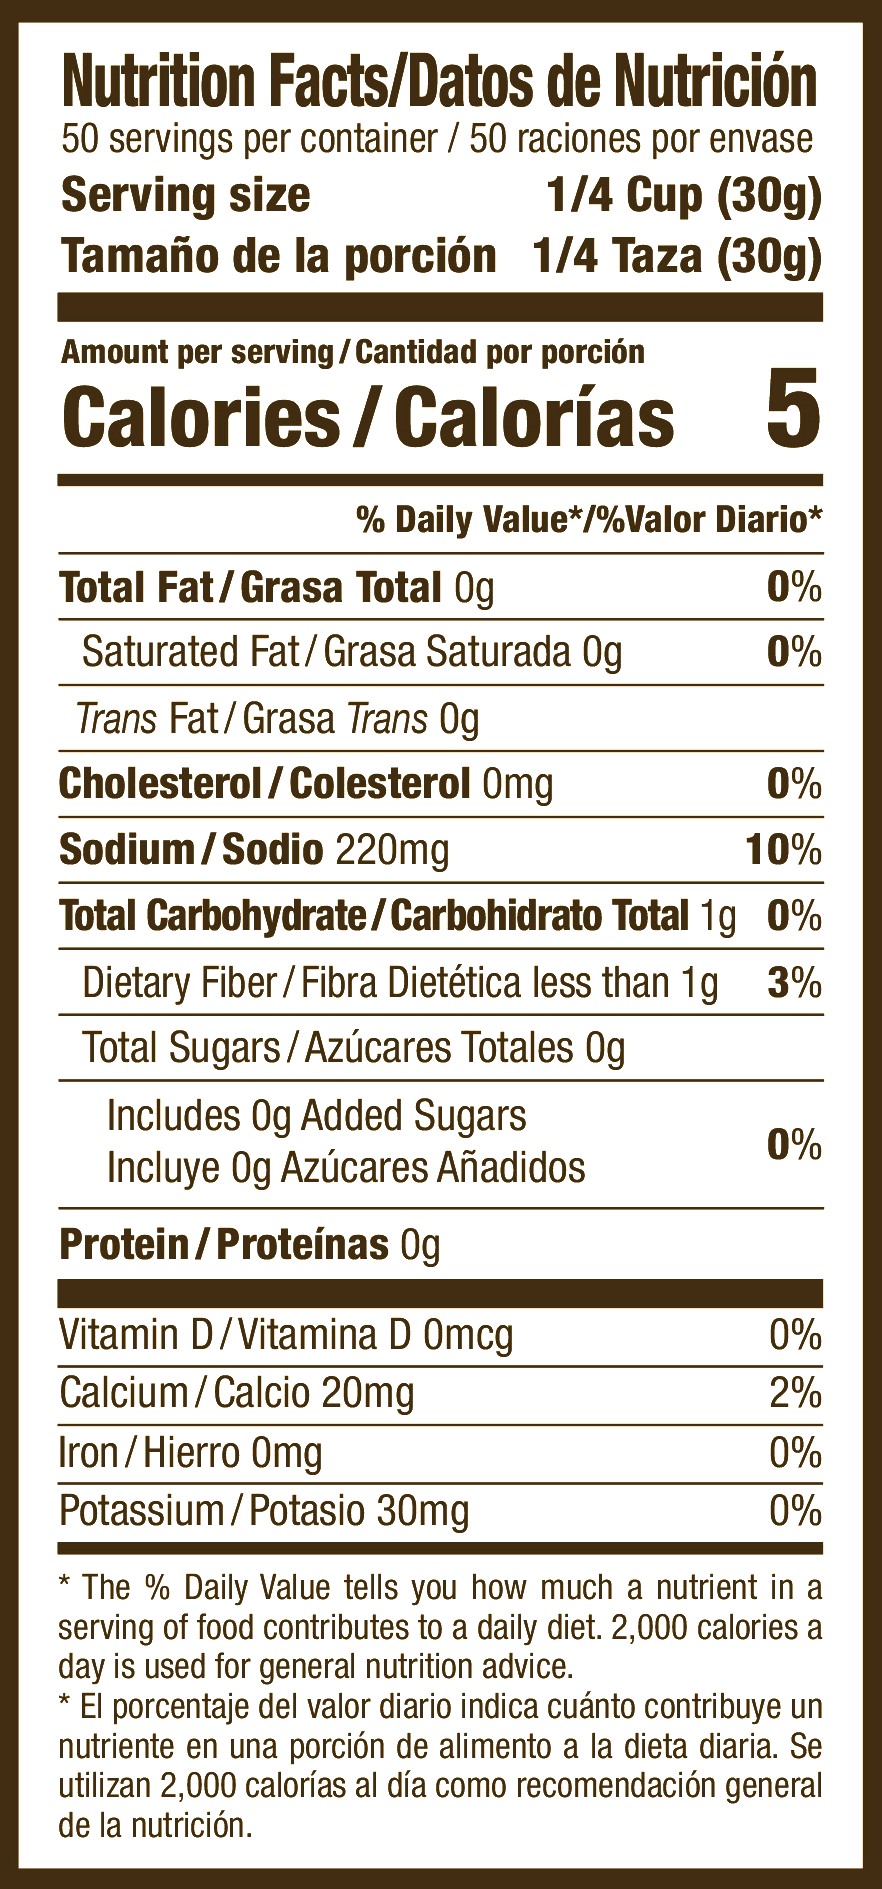 Nutrition Facts/Datos de Nutrición
50 servings per container / 50 raciones por envase
Serving size 1/4 Cup (30g)
Tamaño de la porción 1/4 Taza (30g)
Amount per serving/Cantidad por porción
Calories/Calorías 5
% Daily Value*/%Valor Diario*
Total Fat/Grasa Total 0g 0%
Saturated Fat/Grasa Saturada 0g 0%
Trans Fat/Grasa Trans 0g
Cholesterol/Colesterol 0mg 0%
Sodium/Sodio 220mg 10%
Total Carbohydrate/Carbohidrato Total 1g 0%
Dietary Fiber/Fibra Dietética less than 1g 3%
Total Sugars/Azúcares Totales 0g
Includes 0g Added Sugars
Incluye 0g Azúcares Añadidos 0%
Protein/Proteínas 0g
Vitamin D/Vitamina D 0mcg 0%
Calcium/Calcio 20mg 2%
Iron/Hierro 0mg 0%
Potassium/Potasio 30mg 0%
* The % Daily Value tells you how much a nutrient in a
serving of food contributes to a daily diet. 2,000 calories a
day is used for general nutrition advice.
* El porcentaje del valor diario indica cuánto contribuye un
nutriente en una porción de alimento a la dieta diaria. Se
utilizan 2,000 calorías al día como recomendación general
de la nutrición.